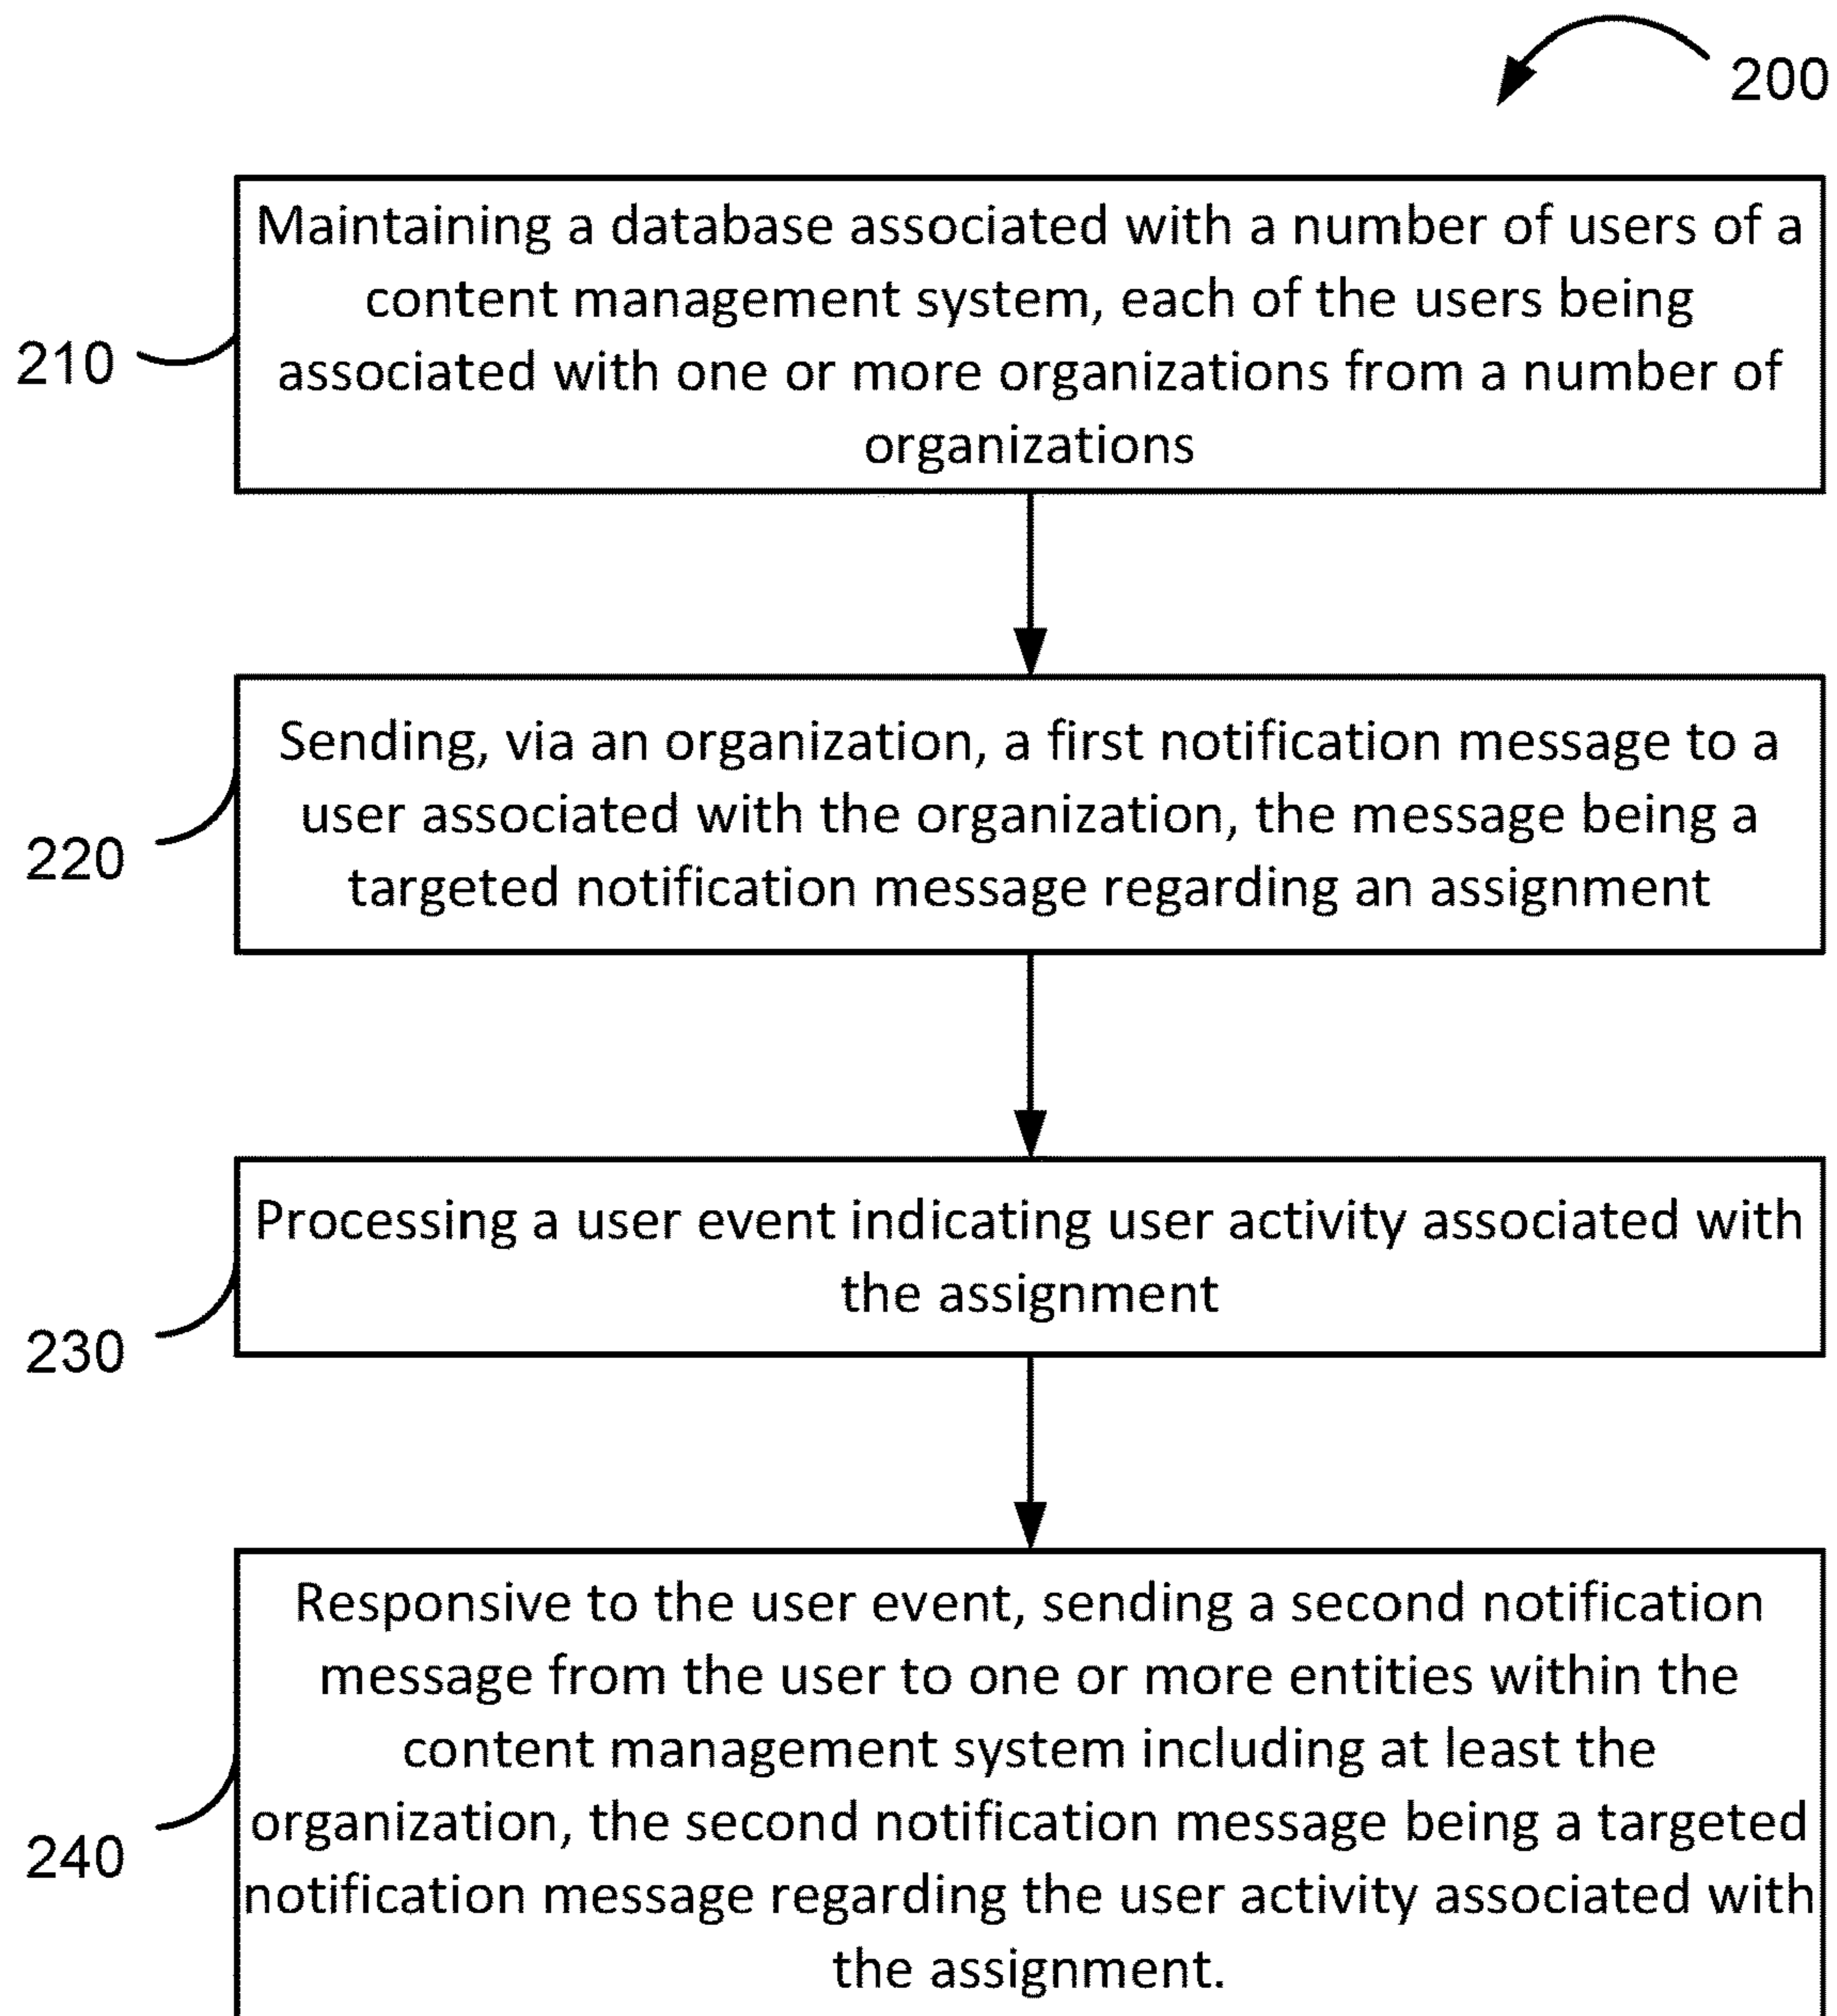 200
Maintaining a database associated with a number of users of a
content management system, each of the users being
associated with one or more organizations from a number of
organizations
210
Sending, via an organization, a first notification message to a
user associated with the organization, the message being a
targeted notification message regarding an assignment
220
Processing a user event indicating user activity associated with
the assignment
230
Responsive to the user event, sending a second notification
message from the user to one or more entities within the
content management system including at least the
organization, the second notification message being a targeted
notification message regarding the user activity associated with
the assignment.
240